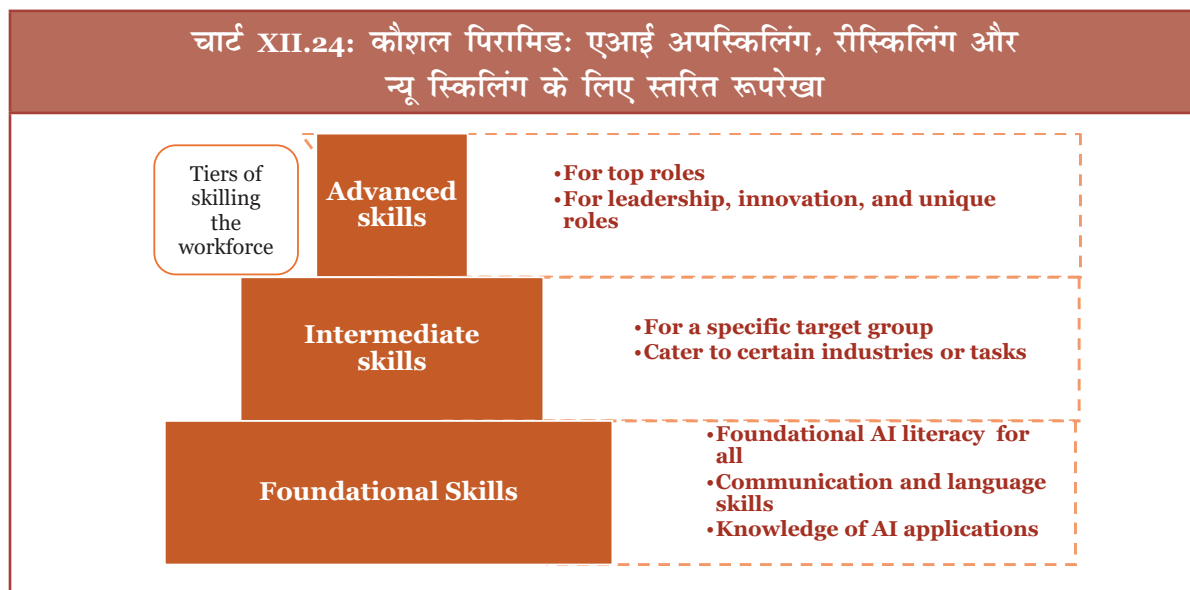 चार्ट XII.24: कौशल पिरामिडः एआई अपस्किलिंग, रीस्किलिंग और
न्यू स्किलिंग के लिए स्तरित रूपरेखा
Tiers of
skilling
the
workforce
Advanced
skills
•For top roles
•For leadership, innovation, and unique
roles
Intermediate
skills
•For a specific target group
•Cater to certain industries or tasks
Foundational Skills
•Foundational AI literacy for
all
•Communication and language
skills
•Knowledge of AI applications